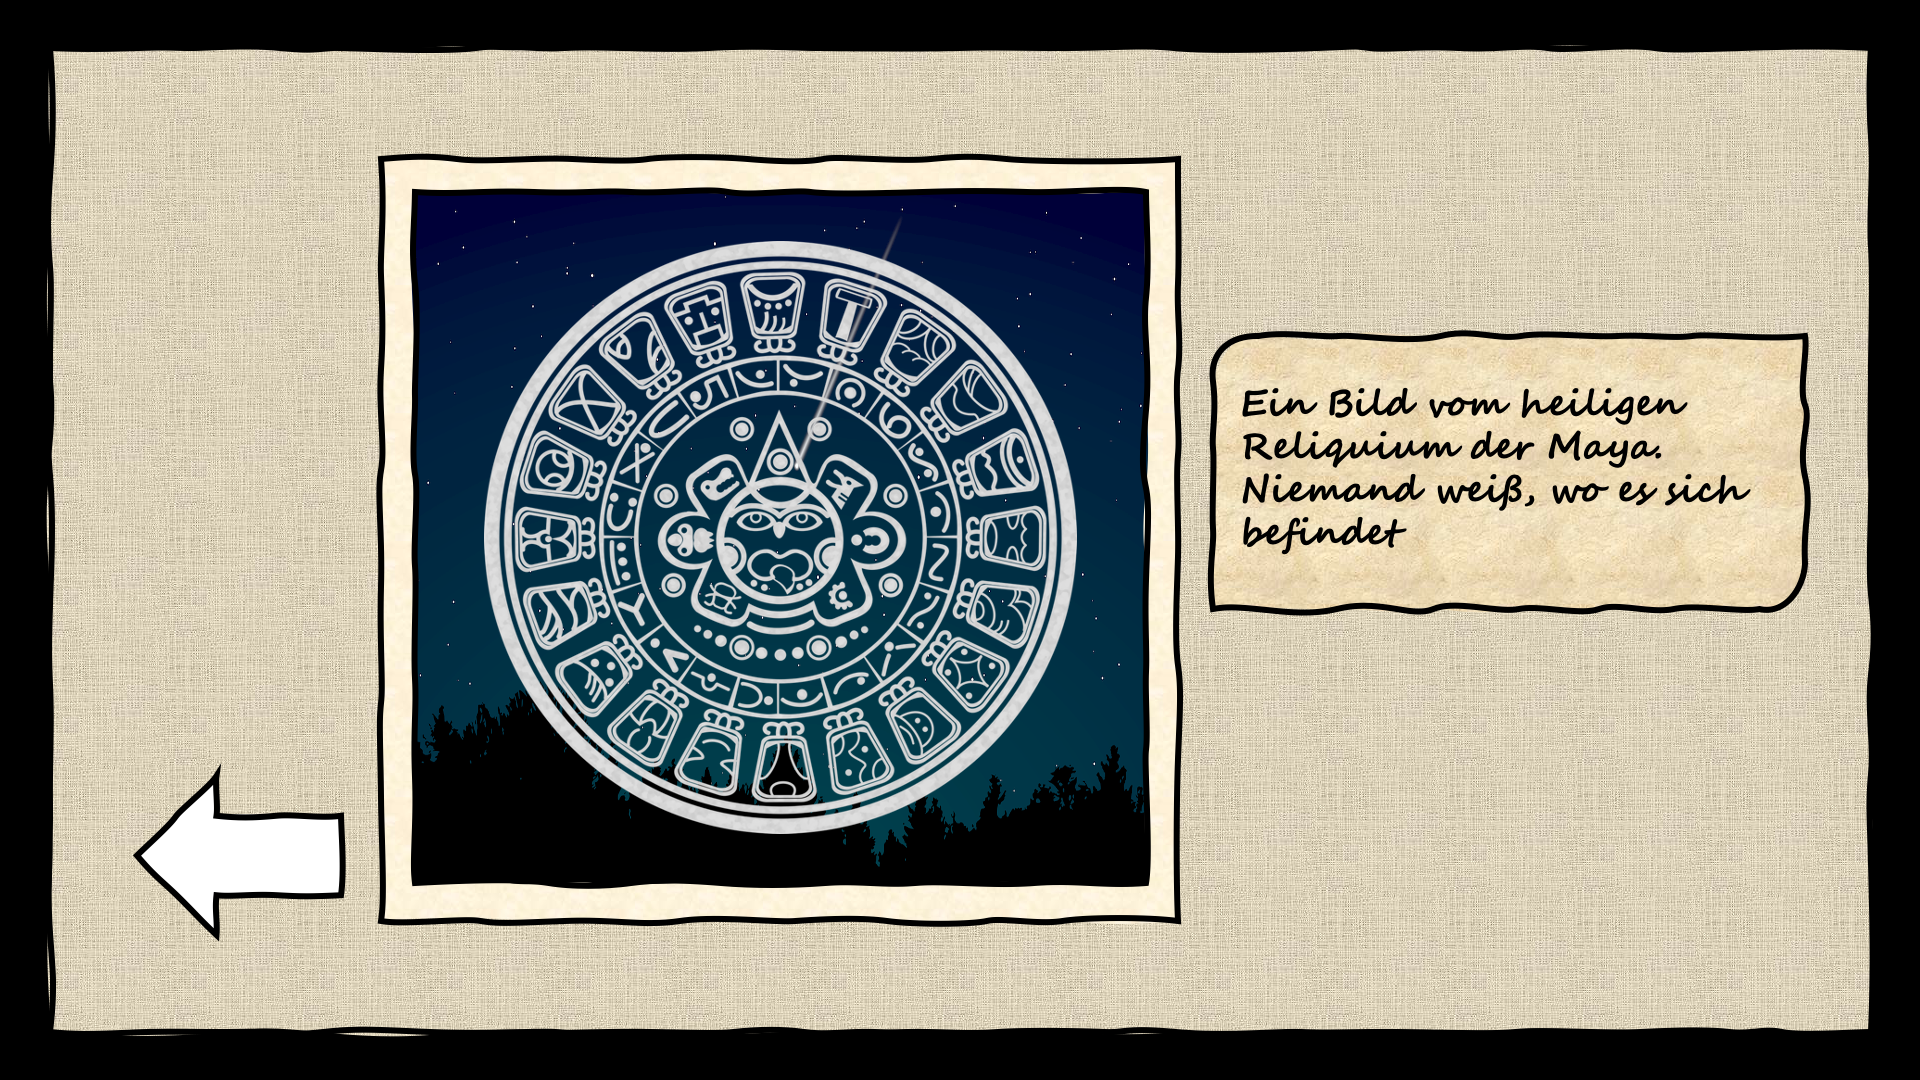 Ein Bild vom heiligen
Reliquium der Maya.
Niemand weiß, wo es sich
befindet